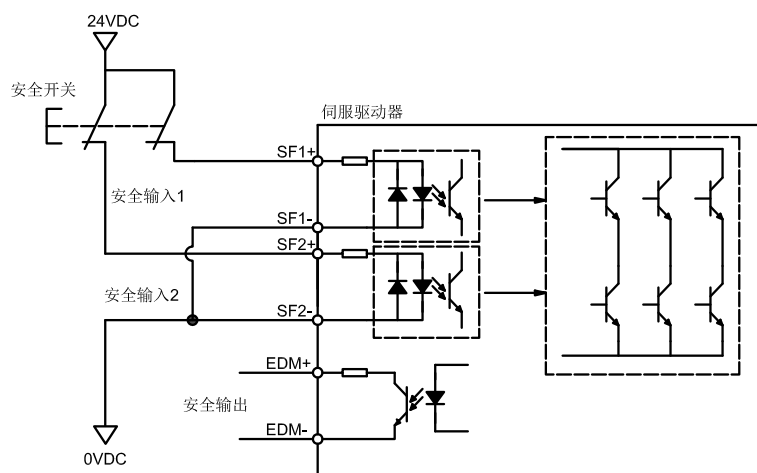 24VDC
安全开关
伺服驱动器
SF1+
安全输入1
SF1-
SF2+
安全输入2
SF2-
EDM+
安全输出
EDM-
0VDC